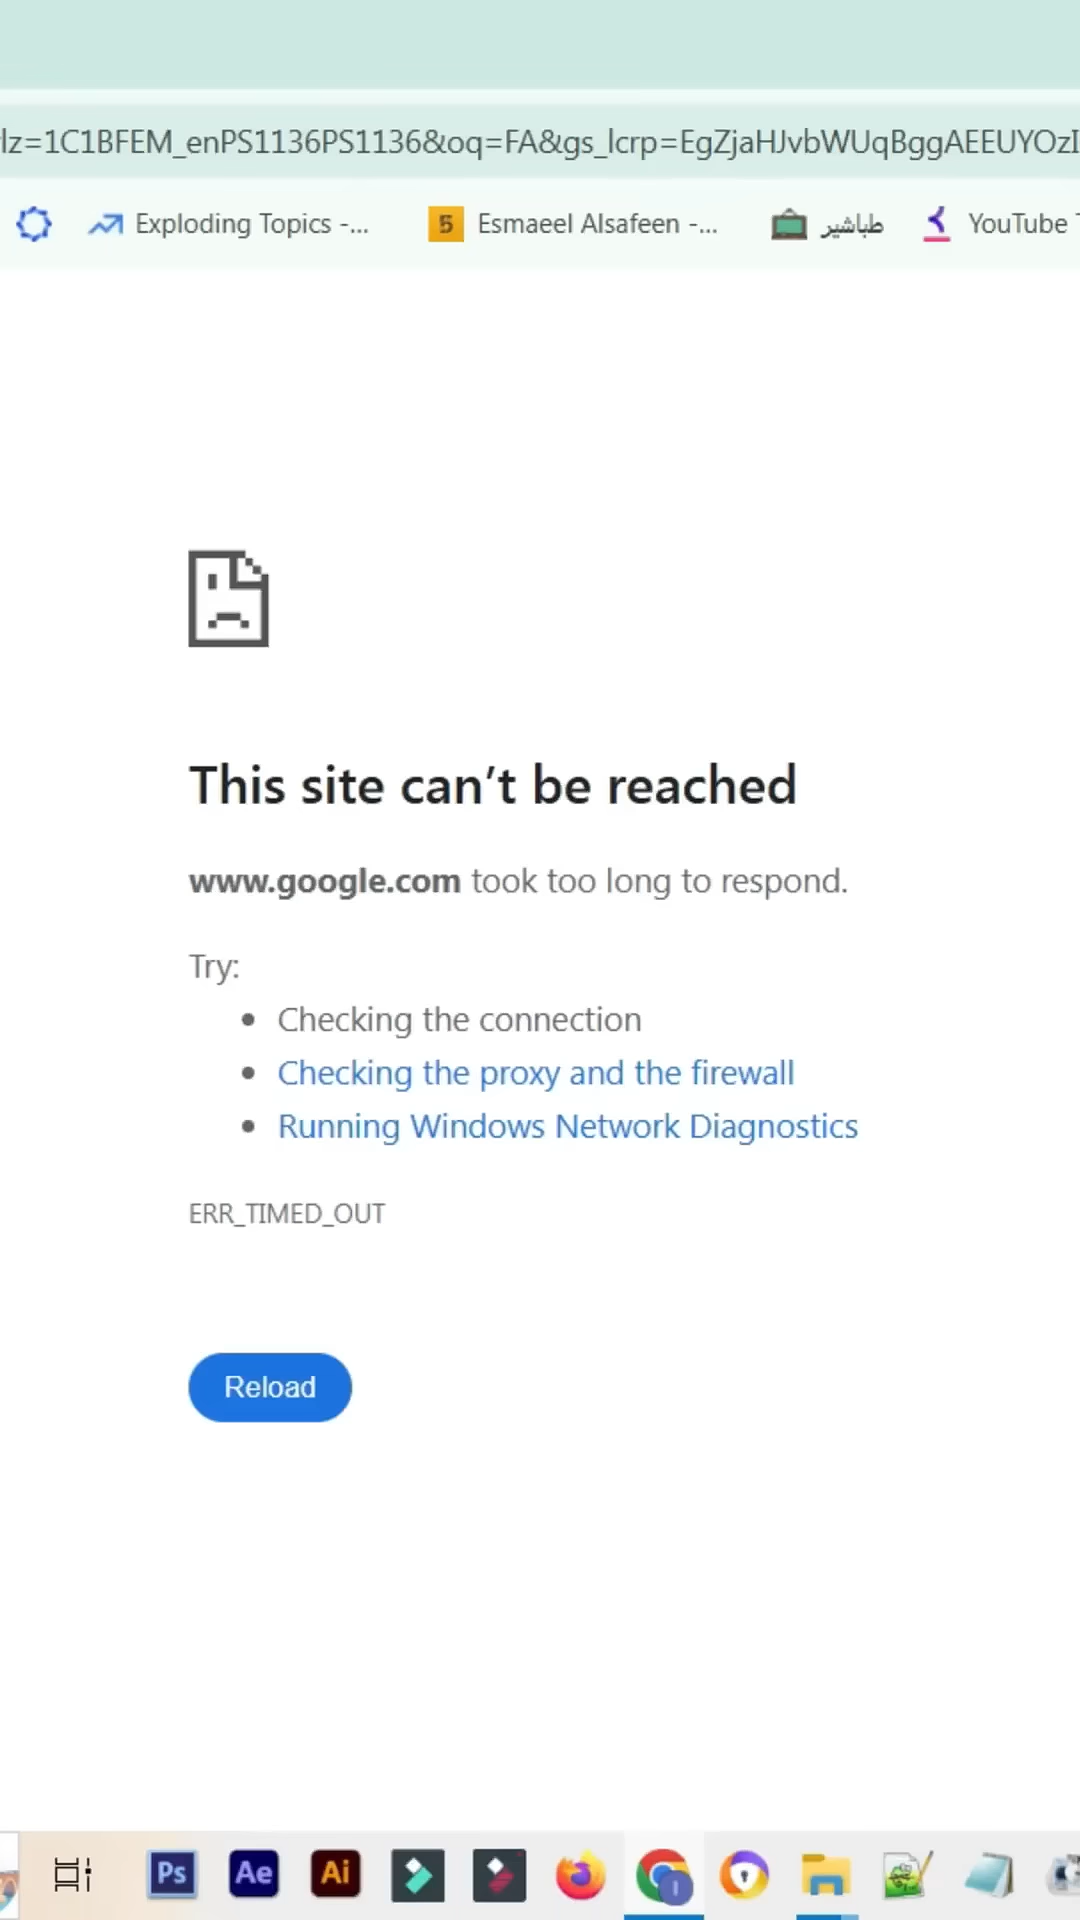 lz=1C1BFEM_enPS1136PS1136&oq=FA&gs_lcrp=EgZjaHJvbWUqBggAEEUYOzI
Exploding Topics -... 5 Esmaeel Alsafeen -... طباشير YouTube
This site can’t be reached
www.google.com took too long to respond.
Try:
• Checking the connection
• Checking the proxy and the firewall
• Running Windows Network Diagnostics
ERR_TIMED_OUT
Reload
Ps Ae Ai I